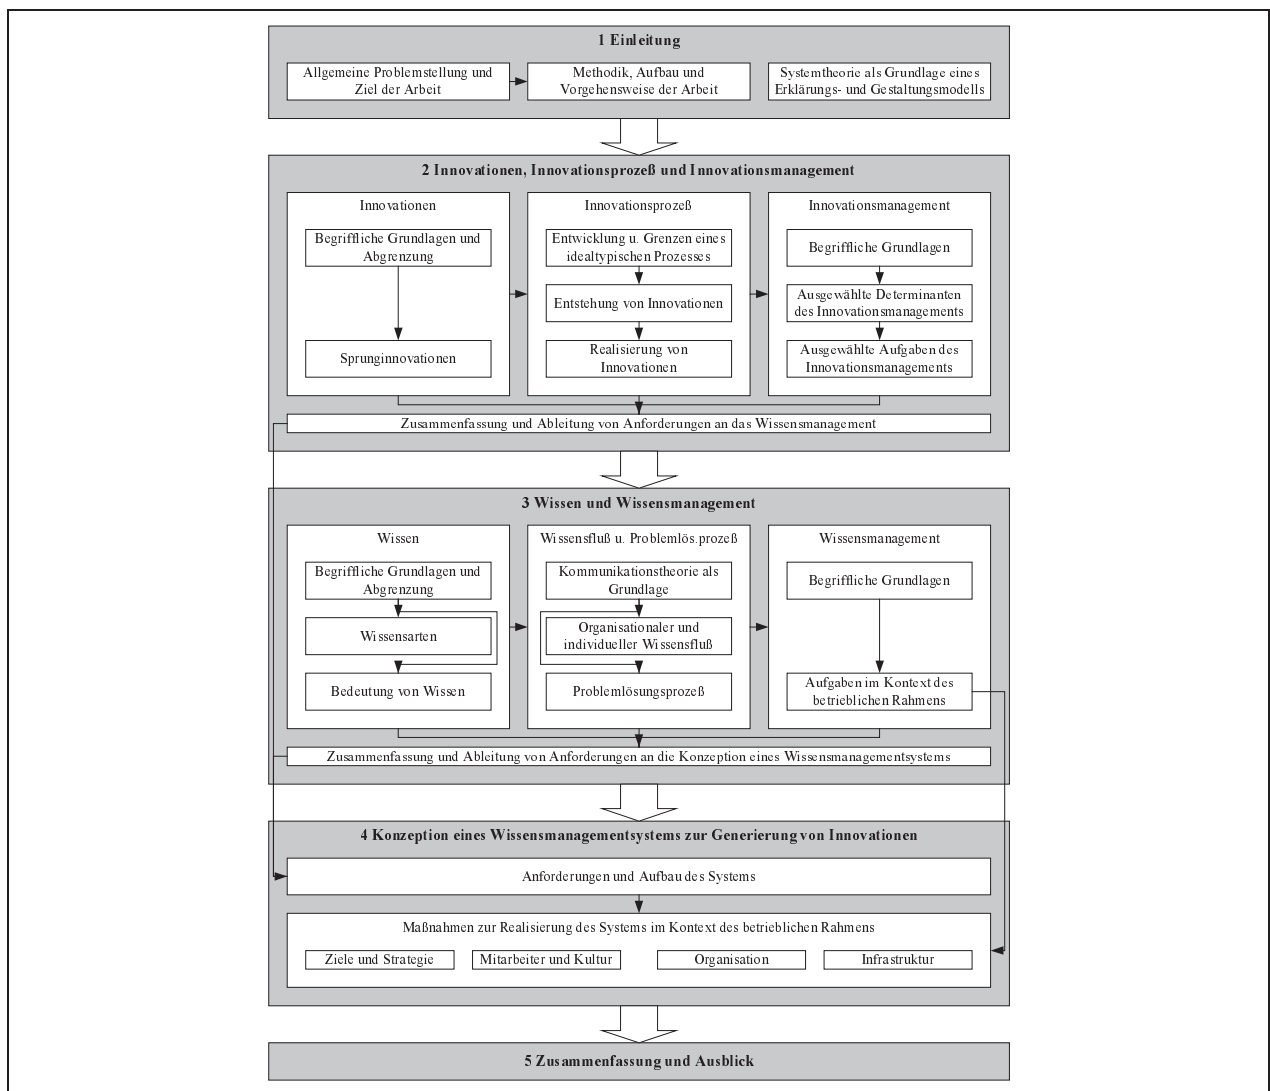 1 Einleitung
Allgemeine Problemstellung und
Ziel der Arbeit
Methodik, Aufbau und
Vorgehensweise der Arbeit
Systemtheorie als Grundlage eines
Erklärungs- und Gestaltungsmodells
2 Innovationen, Innovationsprozeß und Innovationsmanagement
Innovationen
Begriffliche Grundlagen und
Abgrenzung
Sprunginnovationen
Innovationsprozeß
Entwicklung u. Grenzen eines
idealtypischen Prozesses
Entstehung von Innovationen
Realisierung von
Innovationen
Innovationsmanagement
Begriffliche Grundlagen
Ausgewählte Determinanten
des Innovationsmanagements
Ausgewählte Aufgaben des
Innovationsmanagements
Zusammenfassung und Ableitung von Anforderungen an das Wissensmanagement
3 Wissen und Wissensmanagement
Wissen
Begriffliche Grundlagen und
Abgrenzung
Wissensarten
Bedeutung von Wissen
Wissensfluß u. Problemlös.prozeß
Kommunikationstheorie als
Grundlage
Organisationaler und
individueller Wissensfluß
Problemlösungsprozeß
Wissensmanagement
Begriffliche Grundlagen
Aufgaben im Kontext des
betrieblichen Rahmens
Zusammenfassung und Ableitung von Anforderungen an die Konzeption eines Wissensmanagementsystems
4 Konzeption eines Wissensmanagementsystems zur Generierung von Innovationen
Anforderungen und Aufbau des Systems
Maßnahmen zur Realisierung des Systems im Kontext des betrieblichen Rahmens
Ziele und Strategie
Mitarbeiter und Kultur
Organisation
Infrastruktur
5 Zusammenfassung und Ausblick